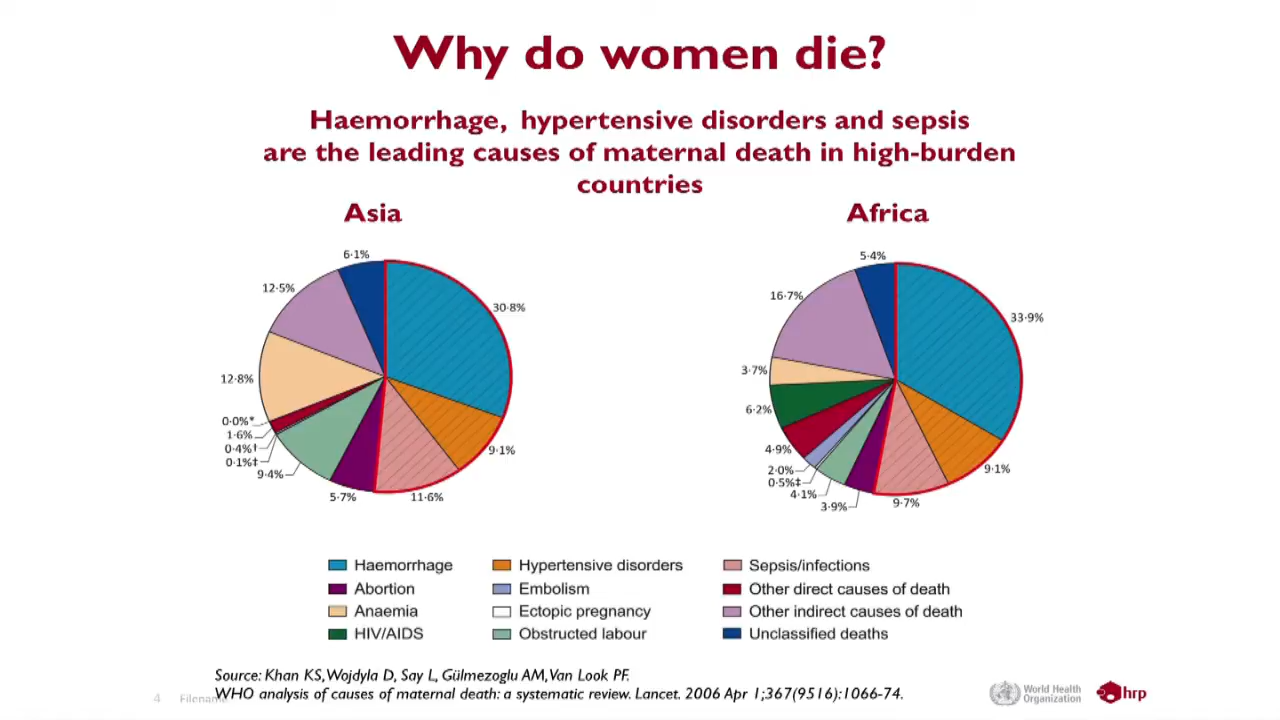 Why do women die?
Haemorrhage, hypertensive disorders and sepsis
are the leading causes of maternal death in high-burden
countries
Asia
Africa
6·1%
12·5%
30·8%
12·8%
0·0%*
1·6%
0·4%†
0·1%‡
9·4%
5·7%
11·6%
9·1%
5·4%
16·7%
33·9%
3·7%
6·2%
4·9%
2·0%
0·5%‡
4·1%
3·9%
9·7%
9·1%
Haemorrhage
Hypertensive disorders
Sepsis/infections
Abortion
Embolism
Other direct causes of death
Anaemia
Ectopic pregnancy
Other indirect causes of death
HIV/AIDS
Obstructed labour
Unclassified deaths
Source: Khan KS, Wojdyla D, Say L, Gülmezoglu AM, Van Look PF.
WHO analysis of causes of maternal death: a systematic review. Lancet. 2006 Apr 1;367(9516):1066-74.
4 Filename
World Health
Organization
hrp